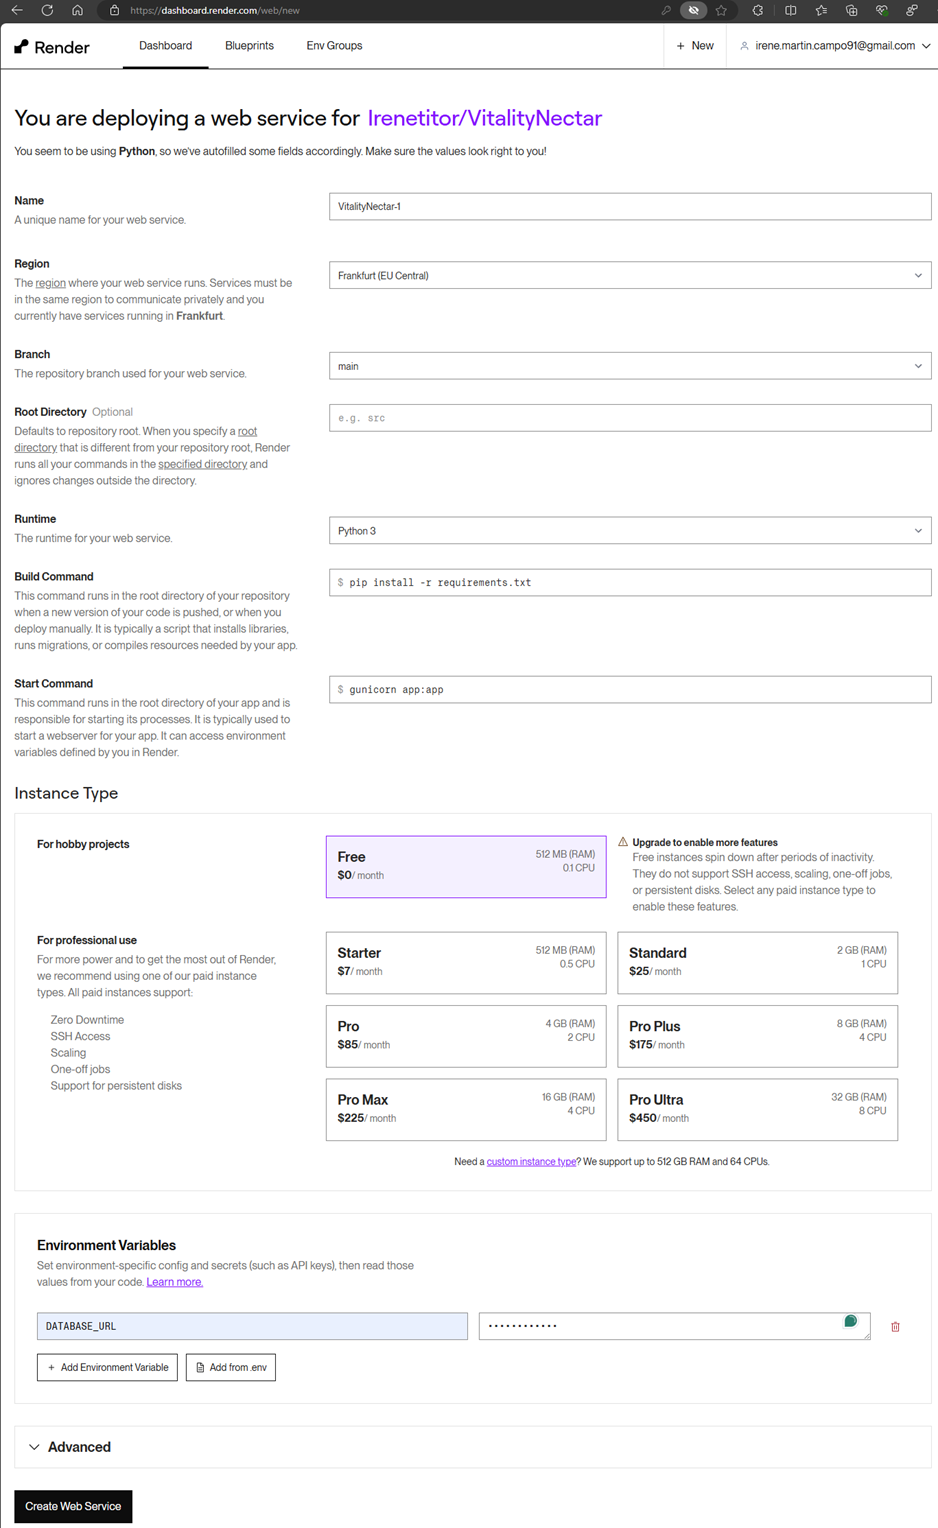 https://dashboard.render.com/web/new
Render
Dashboard
Blueprints
Env Groups
+ New
irene.martin.campo91@gmail.com
You are deploying a web service for Irenetitor/VitalityNectar
You seem to be using Python, so we've autofilled some fields accordingly. Make sure the values look right to you!
Name
A unique name for your web service.
VitalityNectar-1
Region
The region where your web service runs. Services must be
in the same region to communicate privately and you
currently have services running in Frankfurt.
Frankfurt (EU Central)
Branch
The repository branch used for your web service.
main
Root Directory Optional
Defaults to repository root. When you specify a root
directory that is different from your repository root, Render
runs all your commands in the specified directory and
ignores changes outside the directory.
e.g. src
Runtime
The runtime for your web service.
Python 3
Build Command
This command runs in the root directory of your repository
when a new version of your code is pushed, or when you
deploy manually. It is typically a script that installs libraries,
runs migrations, or compiles resources needed by your app.
$ pip install -r requirements.txt
Start Command
This command runs in the root directory of your app and is
responsible for starting its processes. It is typically used to
start a webserver for your app. It can access environment
variables defined by you in Render.
$ gunicorn app:app
Instance Type
For hobby projects
Free
$0/ month
512 MB (RAM)
0.1 CPU
Upgrade to enable more features
Free instances spin down after periods of inactivity.
They do not support SSH access, scaling, one-off jobs,
or persistent disks. Select any paid instance type to
enable these features.
For professional use
For more power and to get the most out of Render,
we recommend using one of our paid instance
types. All paid instances support:
Zero Downtime
SSH Access
Scaling
One-off jobs
Support for persistent disks
Starter
$7/ month
512 MB (RAM)
0.5 CPU
Standard
$25/ month
2 GB (RAM)
1 CPU
Pro
$85/ month
4 GB (RAM)
2 CPU
Pro Plus
$175/ month
8 GB (RAM)
4 CPU
Pro Max
$225/ month
16 GB (RAM)
4 CPU
Pro Ultra
$450/ month
32 GB (RAM)
8 CPU
Need a custom instance type? We support up to 512 GB RAM and 64 CPUs.
Environment Variables
Set environment-specific config and secrets (such as API keys), then read those
values from your code. Learn more.
DATABASE_URL
••••••••••••
+ Add Environment Variable
Add from .env
Advanced
Create Web Service